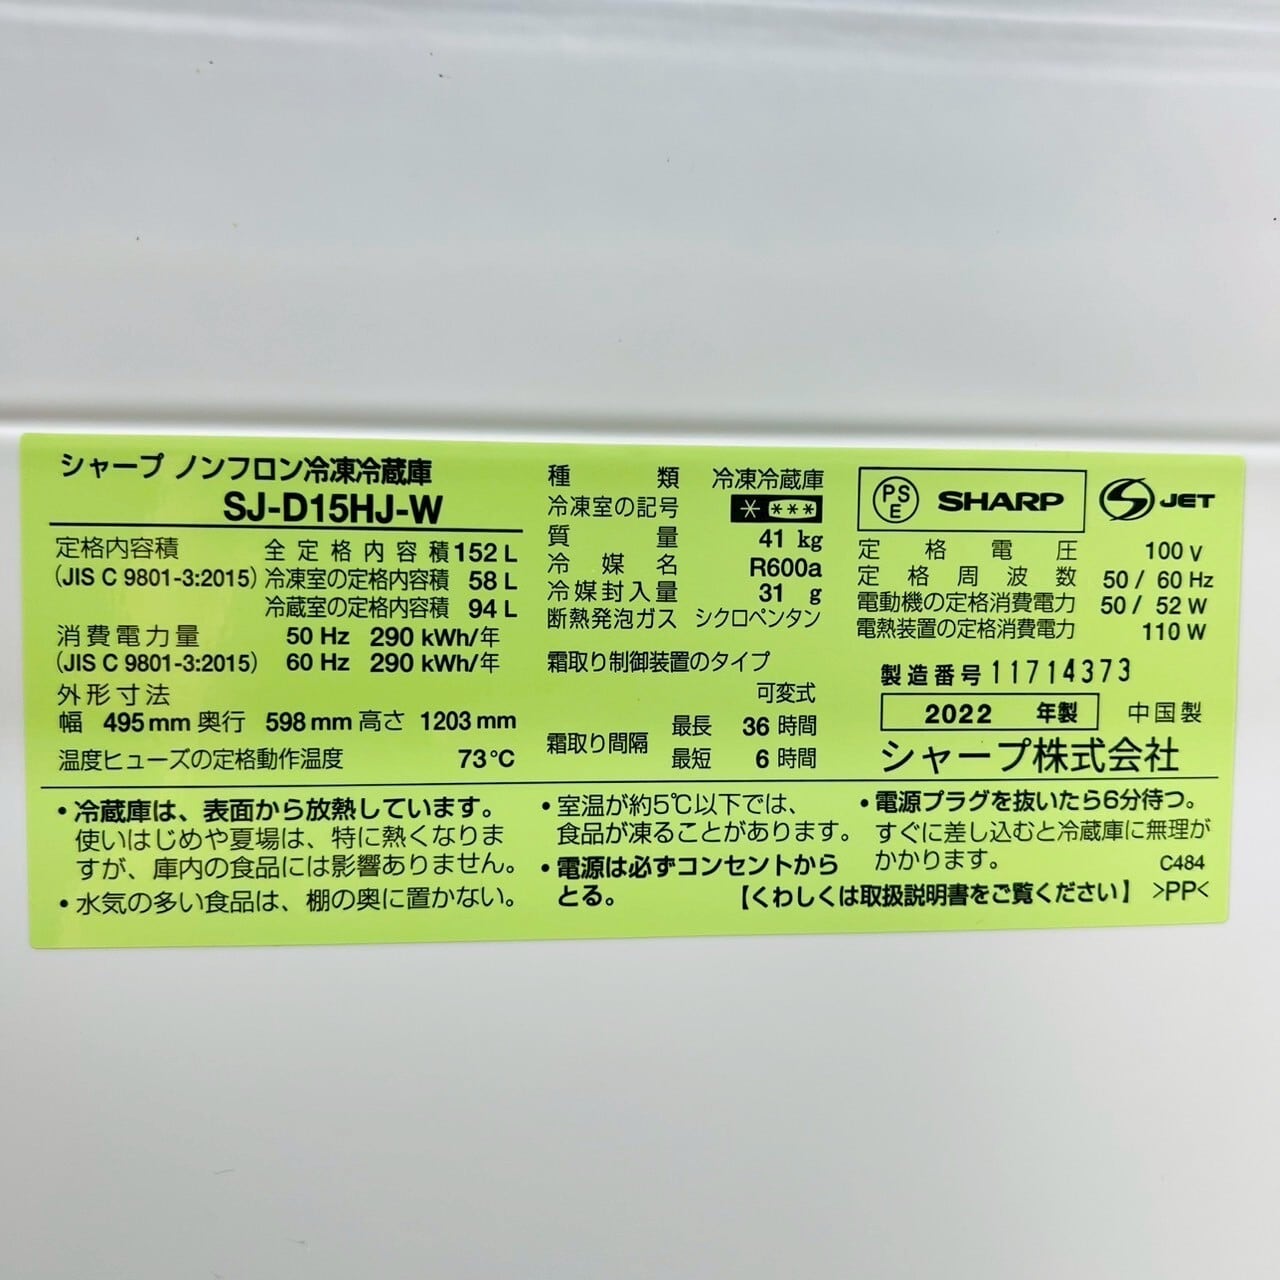 シャープ ノンフロン冷凍冷蔵庫
SJ-D15HJ-W
定格内容積 全定格内容積 152 L
(JIS C 9801-3:2015) 冷凍室の定格内容積 58 L
冷蔵室の定格内容積 94 L
消費電力量 50 Hz 290 kWh/年
(JIS C 9801-3:2015) 60 Hz 290 kWh/年
外形寸法
幅 495 mm 奥行 598 mm 高さ 1203 mm
温度ヒューズの定格動作温度 73℃
種類 冷凍冷蔵庫
冷凍室の記号 * ***
質量 41 kg
冷媒名 R600a
冷媒封入量 31 g
断熱発泡ガス シクロペンタン
霜取り制御装置のタイプ
可変式
霜取り間隔 最長 36 時間
最短 6 時間
PSE SHARP S JET
定格電圧 100 V
定格周波数 50 / 60 Hz
電動機の定格消費電力 50 / 52 W
電熱装置の定格消費電力 110 W
製造番号 11714373
2022 年製 中国製
シャープ株式会社
・冷蔵庫は、表面から放熱しています。
使いはじめや夏場は、特に熱くなりま
すが、庫内の食品には影響ありません。
・水気の多い食品は、棚の奥に置かない。
・室温が約5℃以下では、
食品が凍ることがあります。
・電源は必ずコンセントから
とる。
・電源プラグを抜いたら6分待つ。
すぐに差し込むと冷蔵庫に無理が
かかります。 C484
【くわしくは取扱説明書をご覧ください】 >PP<